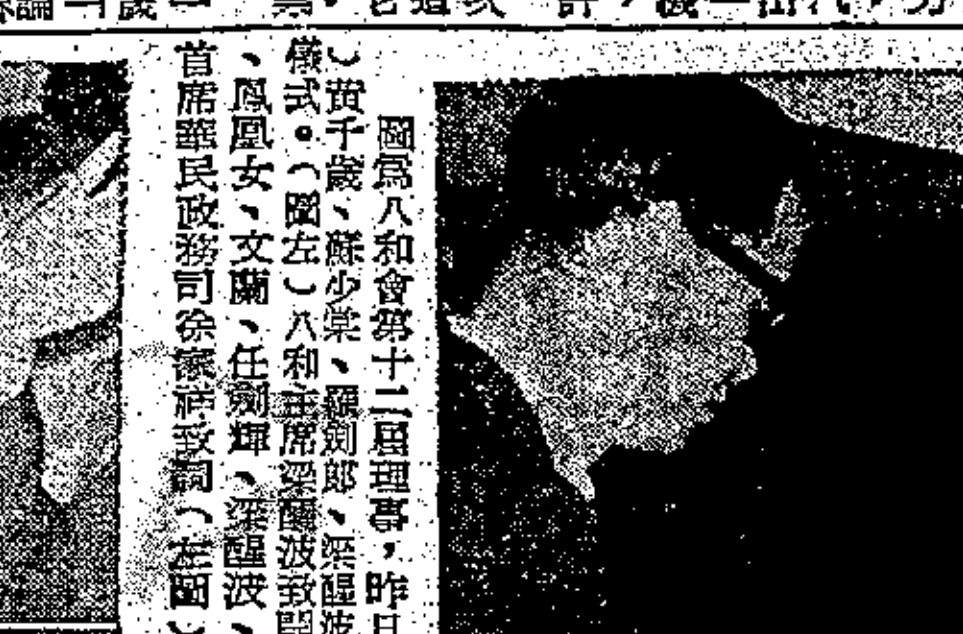 圖爲八和會第十二屆理事，昨日
）黃千歲、蘇少棠、羅劍郎、梁醒波
儀式。（圖左）八和主席梁醒波致開
、鳳凰女、文蘭、任劍輝、梁醒波、
首席華民政務司徐家祥致詞（左圖）